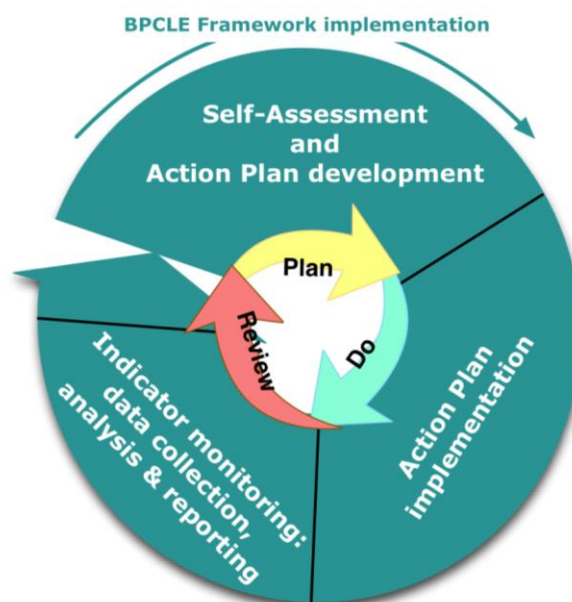 BPCLE Framework implementation
Self-Assessment
and
Action Plan development
Plan
Do
Review
Action Plan
implementation
Indicator monitoring:
data collection,
analysis & reporting